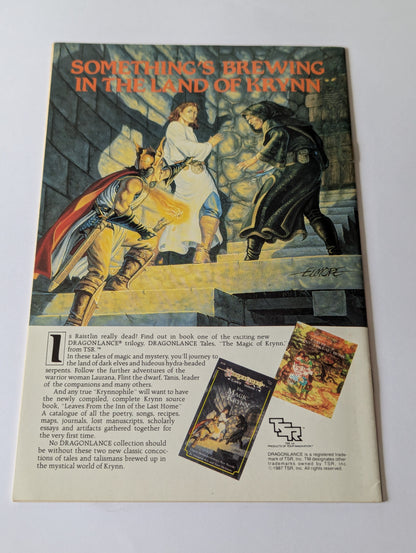 SOMETHING'S BREWING
IN THE LAND OF KRYNN
ELMORE
Is Raistlin really dead? Find out in book one of the exciting new
DRAGONLANCE® trilogy, DRAGONLANCE Tales, "The Magic of Krynn,"
from TSR.™
In these tales of magic and mystery, you'll journey to
the land of dark elves and hideous hydra-headed
serpents. Follow the further adventures of the
warrior woman Laurana, Flint the dwarf, Tanis, leader
of the companions and many others.
And any true "Krynnophile" will want to have
the newly compiled, complete Krynn source
book, "Leaves From the Inn of the Last Home."
A catalogue of all the poetry, songs, recipes,
maps, journals, lost manuscripts, scholarly
essays and artifacts gathered together for
the very first time.
No DRAGONLANCE collection should
be without these two new classic concoc-
tions of tales and talismans brewed up in
the mystical world of Krynn.
DRAGONLANCE
MAGIC
TSR
PRODUCTS OF YOUR IMAGINATION™
DRAGONLANCE is a registered trade-
mark of TSR, Inc. TM designates other
trademarks owned by TSR, Inc.
©1987 TSR, Inc. All rights reserved.